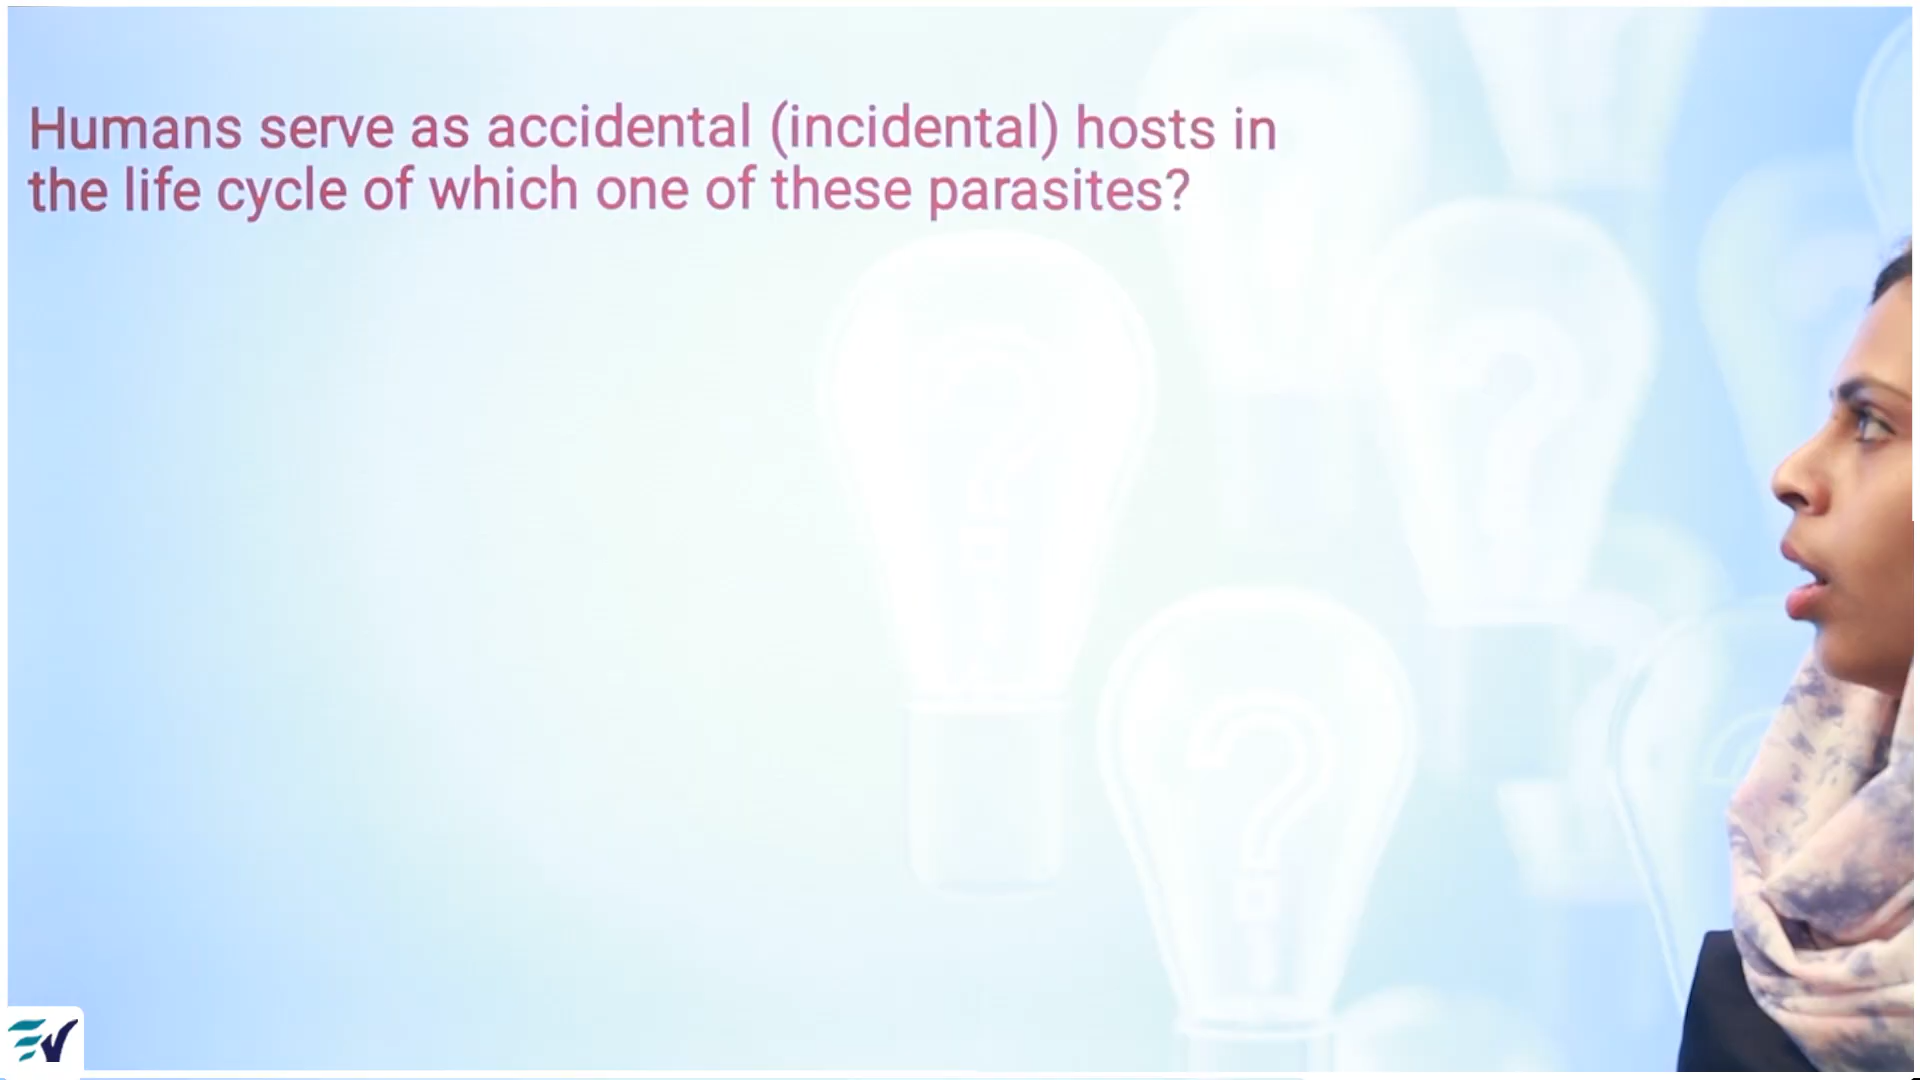 Humans serve as accidental (incidental) hosts in
the life cycle of which one of these parasites?